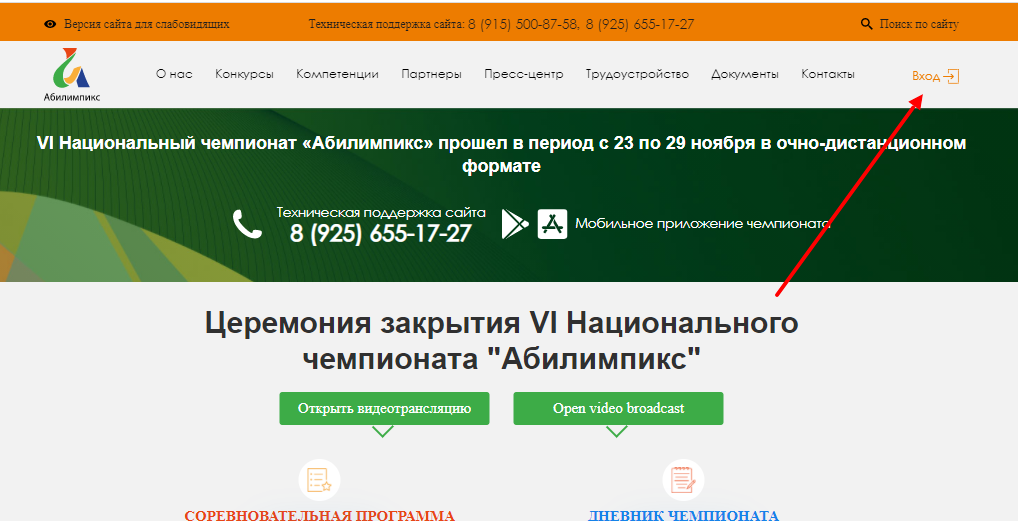 Версия сайта для слабовидящих
Техническая поддержка сайта: 8 (915) 500-87-58, 8 (925) 655-17-27
Поиск по сайту
Абилимпикс
О нас Конкурсы Компетенции Партнеры Пресс-центр Трудоустройство Документы Контакты
Вход
VI Национальный чемпионат «Абилимпикс» прошел в период с 23 по 29 ноября в очно-дистанционном
формате
Техническая поддержка сайта
8 (925) 655-17-27
Мобильное приложение чемпионата
Церемония закрытия VI Национального
чемпионата "Абилимпикс"
Открыть видеотрансляцию
Open video broadcast
СОРЕВНОВАТЕЛЬНАЯ ПРОГРАММА
ДНЕВНИК ЧЕМПИОНАТА